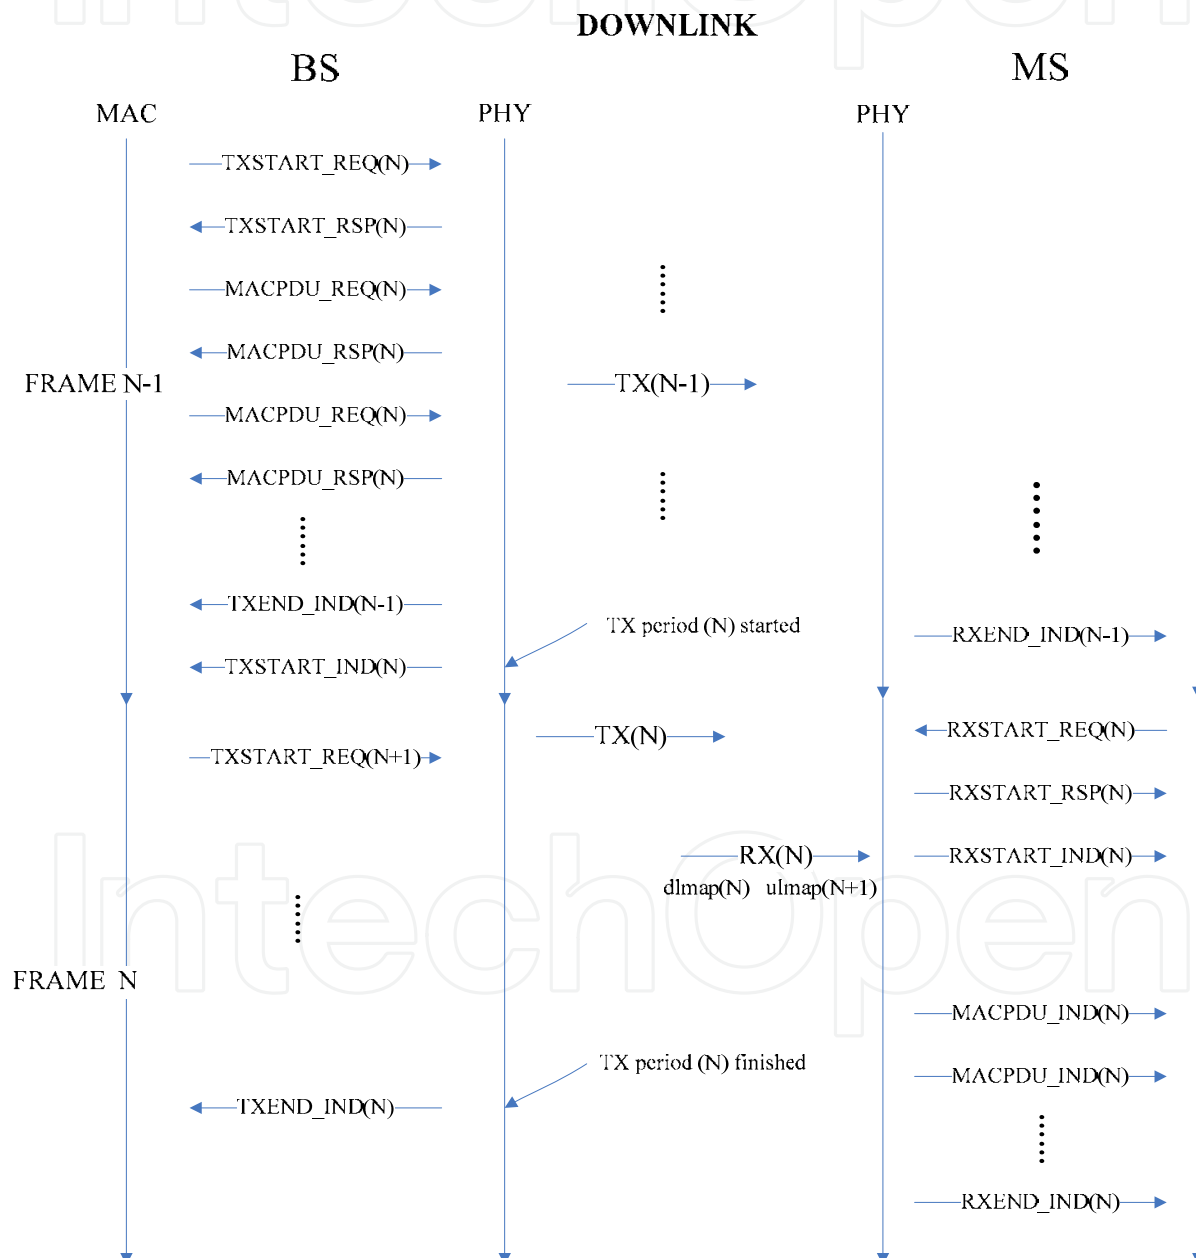 DOWNLINK
BS
MS
MAC
PHY
PHY
TXSTART_REQ(N)
TXSTART_RSP(N)
MACPDU_REQ(N)
MACPDU_RSP(N)
FRAME N-1
TX(N-1)
MACPDU_REQ(N)
MACPDU_RSP(N)
TXEND_IND(N-1)
TX period (N) started
RXEND_IND(N-1)
TXSTART_IND(N)
TX(N)
RXSTART_REQ(N)
TXSTART_REQ(N+1)
RXSTART_RSP(N)
RX(N)
RXSTART_IND(N)
dlmap(N) ulmap(N+1)
IntechOpen
FRAME N
MACPDU_IND(N)
TX period (N) finished
MACPDU_IND(N)
TXEND_IND(N)
RXEND_IND(N)